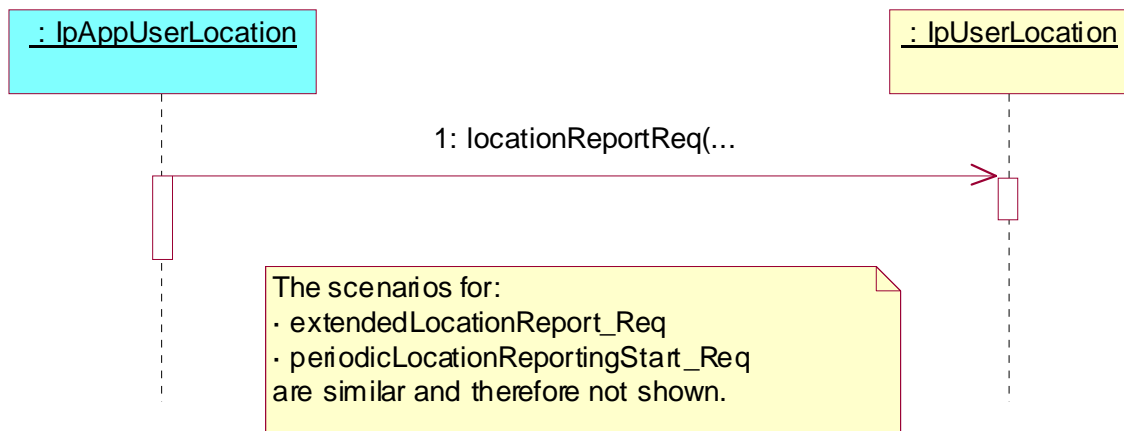 : IpAppUserLocation
: IpUserLocation
1: locationReportReq(...
The scenarios for:
· extendedLocationReport_Req
· periodicLocationReportingStart_Req
are similar and therefore not shown.